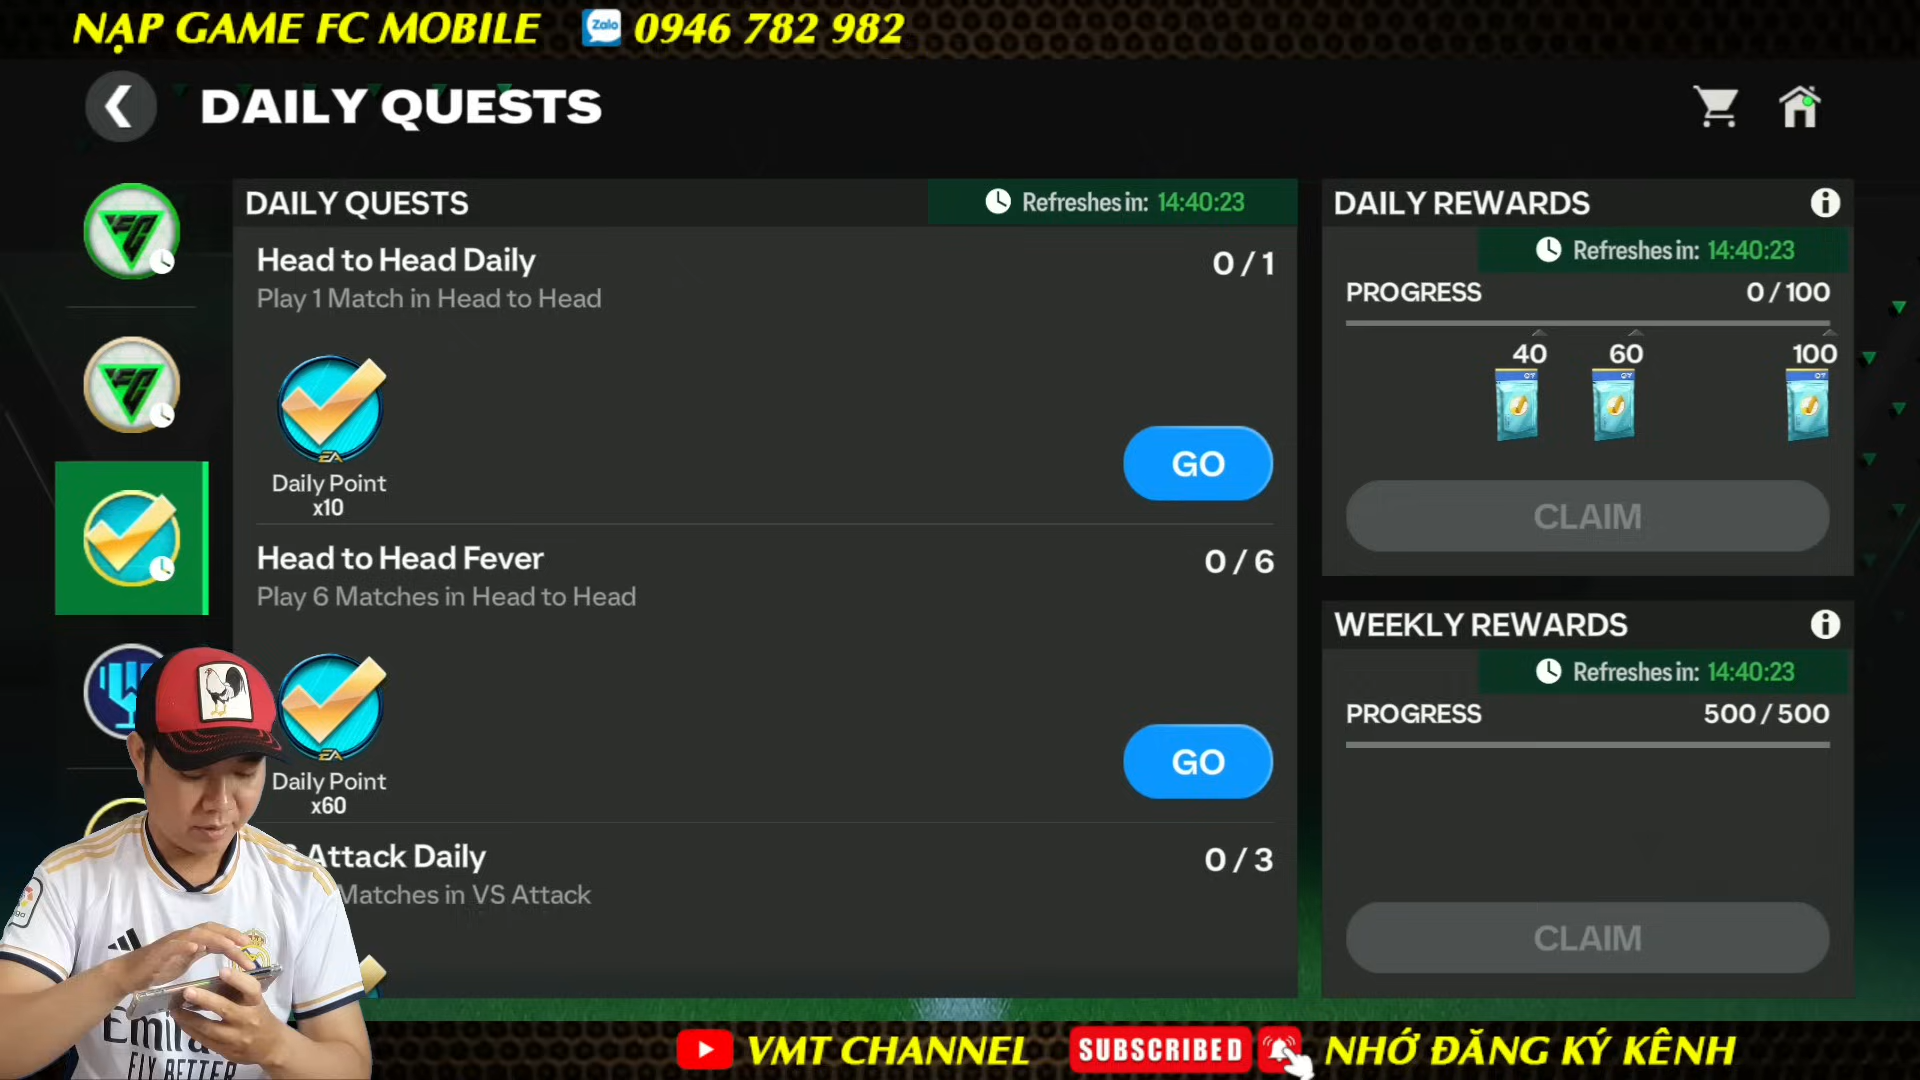 NẠP GAME FC MOBILE Zalo 0946 782 982
DAILY QUESTS
DAILY QUESTS
Refreshes in: 14:40:23
Head to Head Daily
0 / 1
Play 1 Match in Head to Head
EA
Daily Point
x10
GO
Head to Head Fever
0 / 6
Play 6 Matches in Head to Head
EA
Daily Point
x60
GO
Attack Daily
0 / 3
Matches in VS Attack
DAILY REWARDS
Refreshes in: 14:40:23
PROGRESS
0 / 100
40
60
100
CLAIM
WEEKLY REWARDS
Refreshes in: 14:40:23
PROGRESS
500 / 500
CLAIM
FLY BETTER
VMT CHANNEL
SUBSCRIBED
NHỚ ĐĂNG KÝ KÊNH